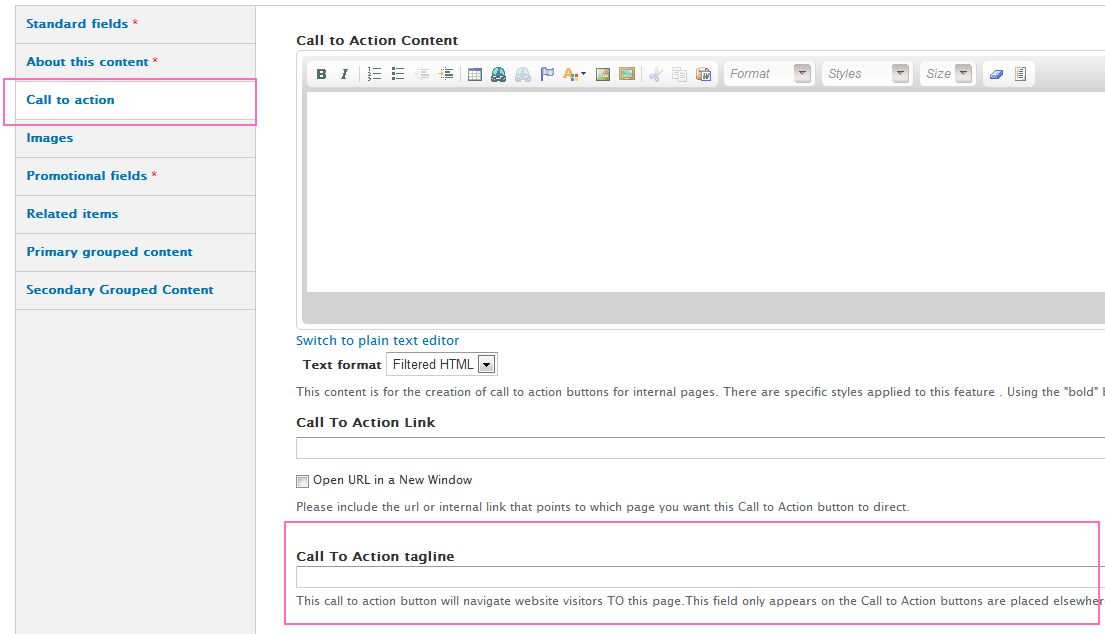 Standard fields *
About this content *
Call to action
Images
Promotional fields *
Related items
Primary grouped content
Secondary Grouped Content
Call to Action Content
B I A Format Styles Size
Switch to plain text editor
Text format Filtered HTML
This content is for the creation of call to action buttons for internal pages. There are specific styles applied to this feature . Using the "bold"
Call To Action Link
Open URL in a New Window
Please include the url or internal link that points to which page you want this Call to Action button to direct.
Call To Action tagline
This call to action button will navigate website visitors TO this page.This field only appears on the Call to Action buttons are placed elsewher